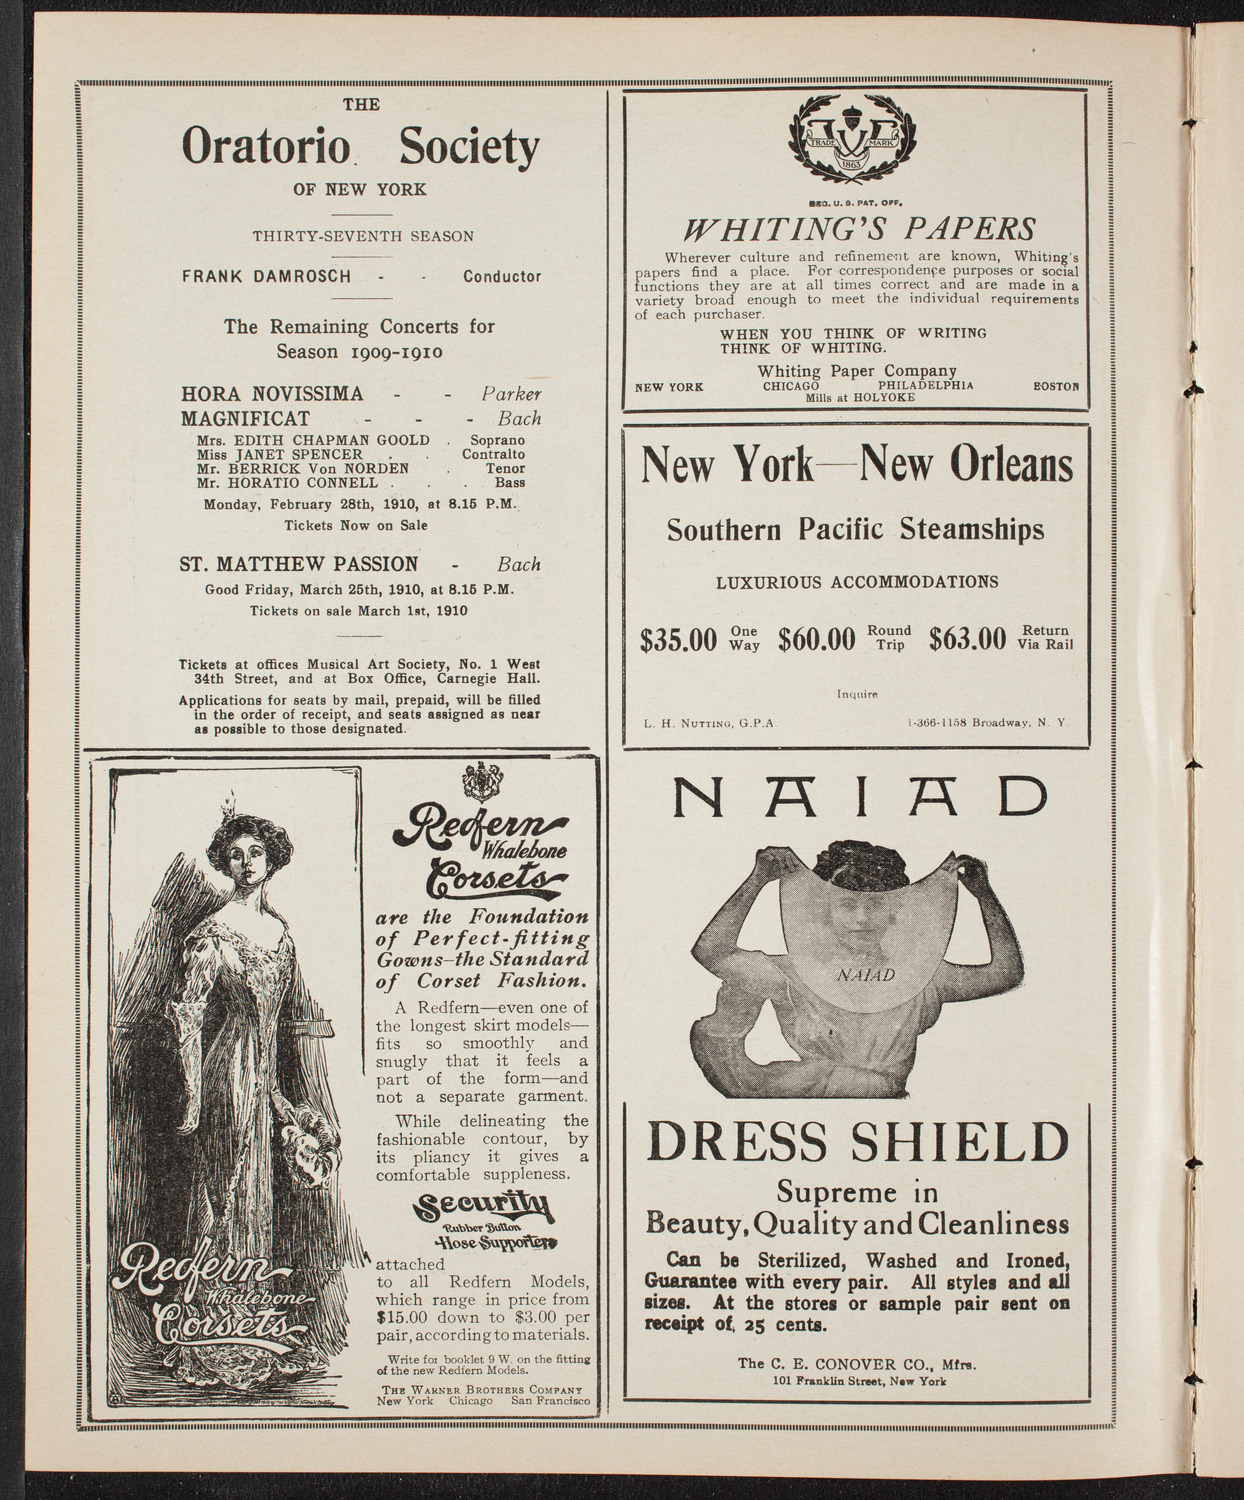 THE
Oratorio Society
OF NEW YORK
THIRTY-SEVENTH SEASON
FRANK DAMROSCH - - Conductor
The Remaining Concerts for
Season 1909-1910
HORA NOVISSIMA - - Parker
MAGNIFICAT - - - Bach
Mrs. EDITH CHAPMAN GOOLD . Soprano
Miss JANET SPENCER . . Contralto
Mr. BERRICK Von NORDEN . Tenor
Mr. HORATIO CONNELL . . . Bass
Monday, February 28th, 1910, at 8.15 P.M.
Tickets Now on Sale
ST. MATTHEW PASSION - Bach
Good Friday, March 25th, 1910, at 8.15 P.M.
Tickets on sale March 1st, 1910
Tickets at offices Musical Art Society, No. 1 West
34th Street, and at Box Office, Carnegie Hall.
Applications for seats by mail, prepaid, will be filled
in the order of receipt, and seats assigned as near
as possible to those designated.
Redfern
Whalebone
Corsets
are the Foundation
of Perfect-fitting
Gowns—the Standard
of Corset Fashion.
A Redfern—even one of
the longest skirt models—
fits so smoothly and
snugly that it feels a
part of the form—and
not a separate garment.
While delineating the
fashionable contour, by
its pliancy it gives a
comfortable suppleness.
Security
Rubber Button
Hose Supporters
attached
to all Redfern Models,
which range in price from
$15.00 down to $3.00 per
pair, according to materials.
Write for booklet 9 W. on the fitting
of the new Redfern Models.
THE WARNER BROTHERS COMPANY
New York Chicago San Francisco
Redfern
Whalebone
Corsets
TRADE MARK
1865
REG. U. S. PAT. OFF.
WHITING'S PAPERS
Wherever culture and refinement are known, Whiting's
papers find a place. For correspondence purposes or social
functions they are at all times correct and are made in a
variety broad enough to meet the individual requirements
of each purchaser.
WHEN YOU THINK OF WRITING
THINK OF WHITING.
Whiting Paper Company
NEW YORK CHICAGO PHILADELPHIA BOSTON
Mills at HOLYOKE
New York—New Orleans
Southern Pacific Steamships
LUXURIOUS ACCOMMODATIONS
$35.00 One Way $60.00 Round Trip $63.00 Return Via Rail
Inquire
L. H. NUTTING, G.P.A. 1-366-1158 Broadway, N. Y.
NAIAD
NAIAD
DRESS SHIELD
Supreme in
Beauty, Quality and Cleanliness
Can be Sterilized, Washed and Ironed,
Guarantee with every pair. All styles and all
sizes. At the stores or sample pair sent on
receipt of, 25 cents.
The C. E. CONOVER CO., Mfrs.
101 Franklin Street, New York